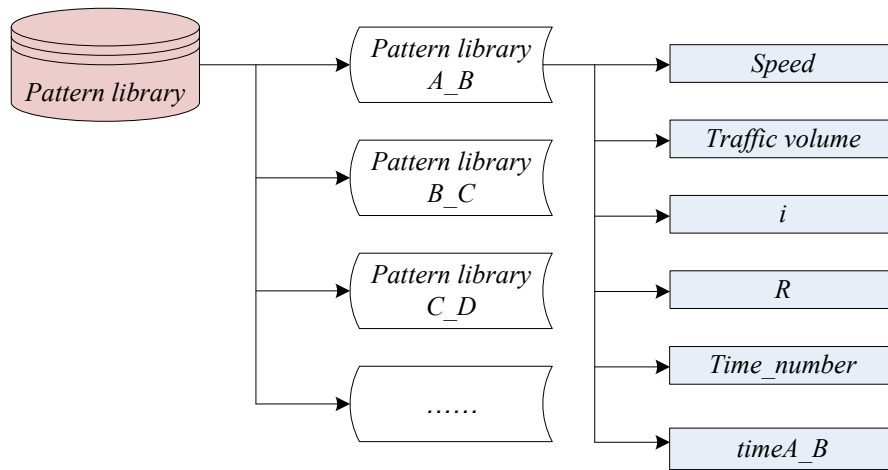 Pattern library
Pattern library
A_B
Pattern library
B_C
Pattern library
C_D
......
Speed
Traffic volume
i
R
Time_number
timeA_B